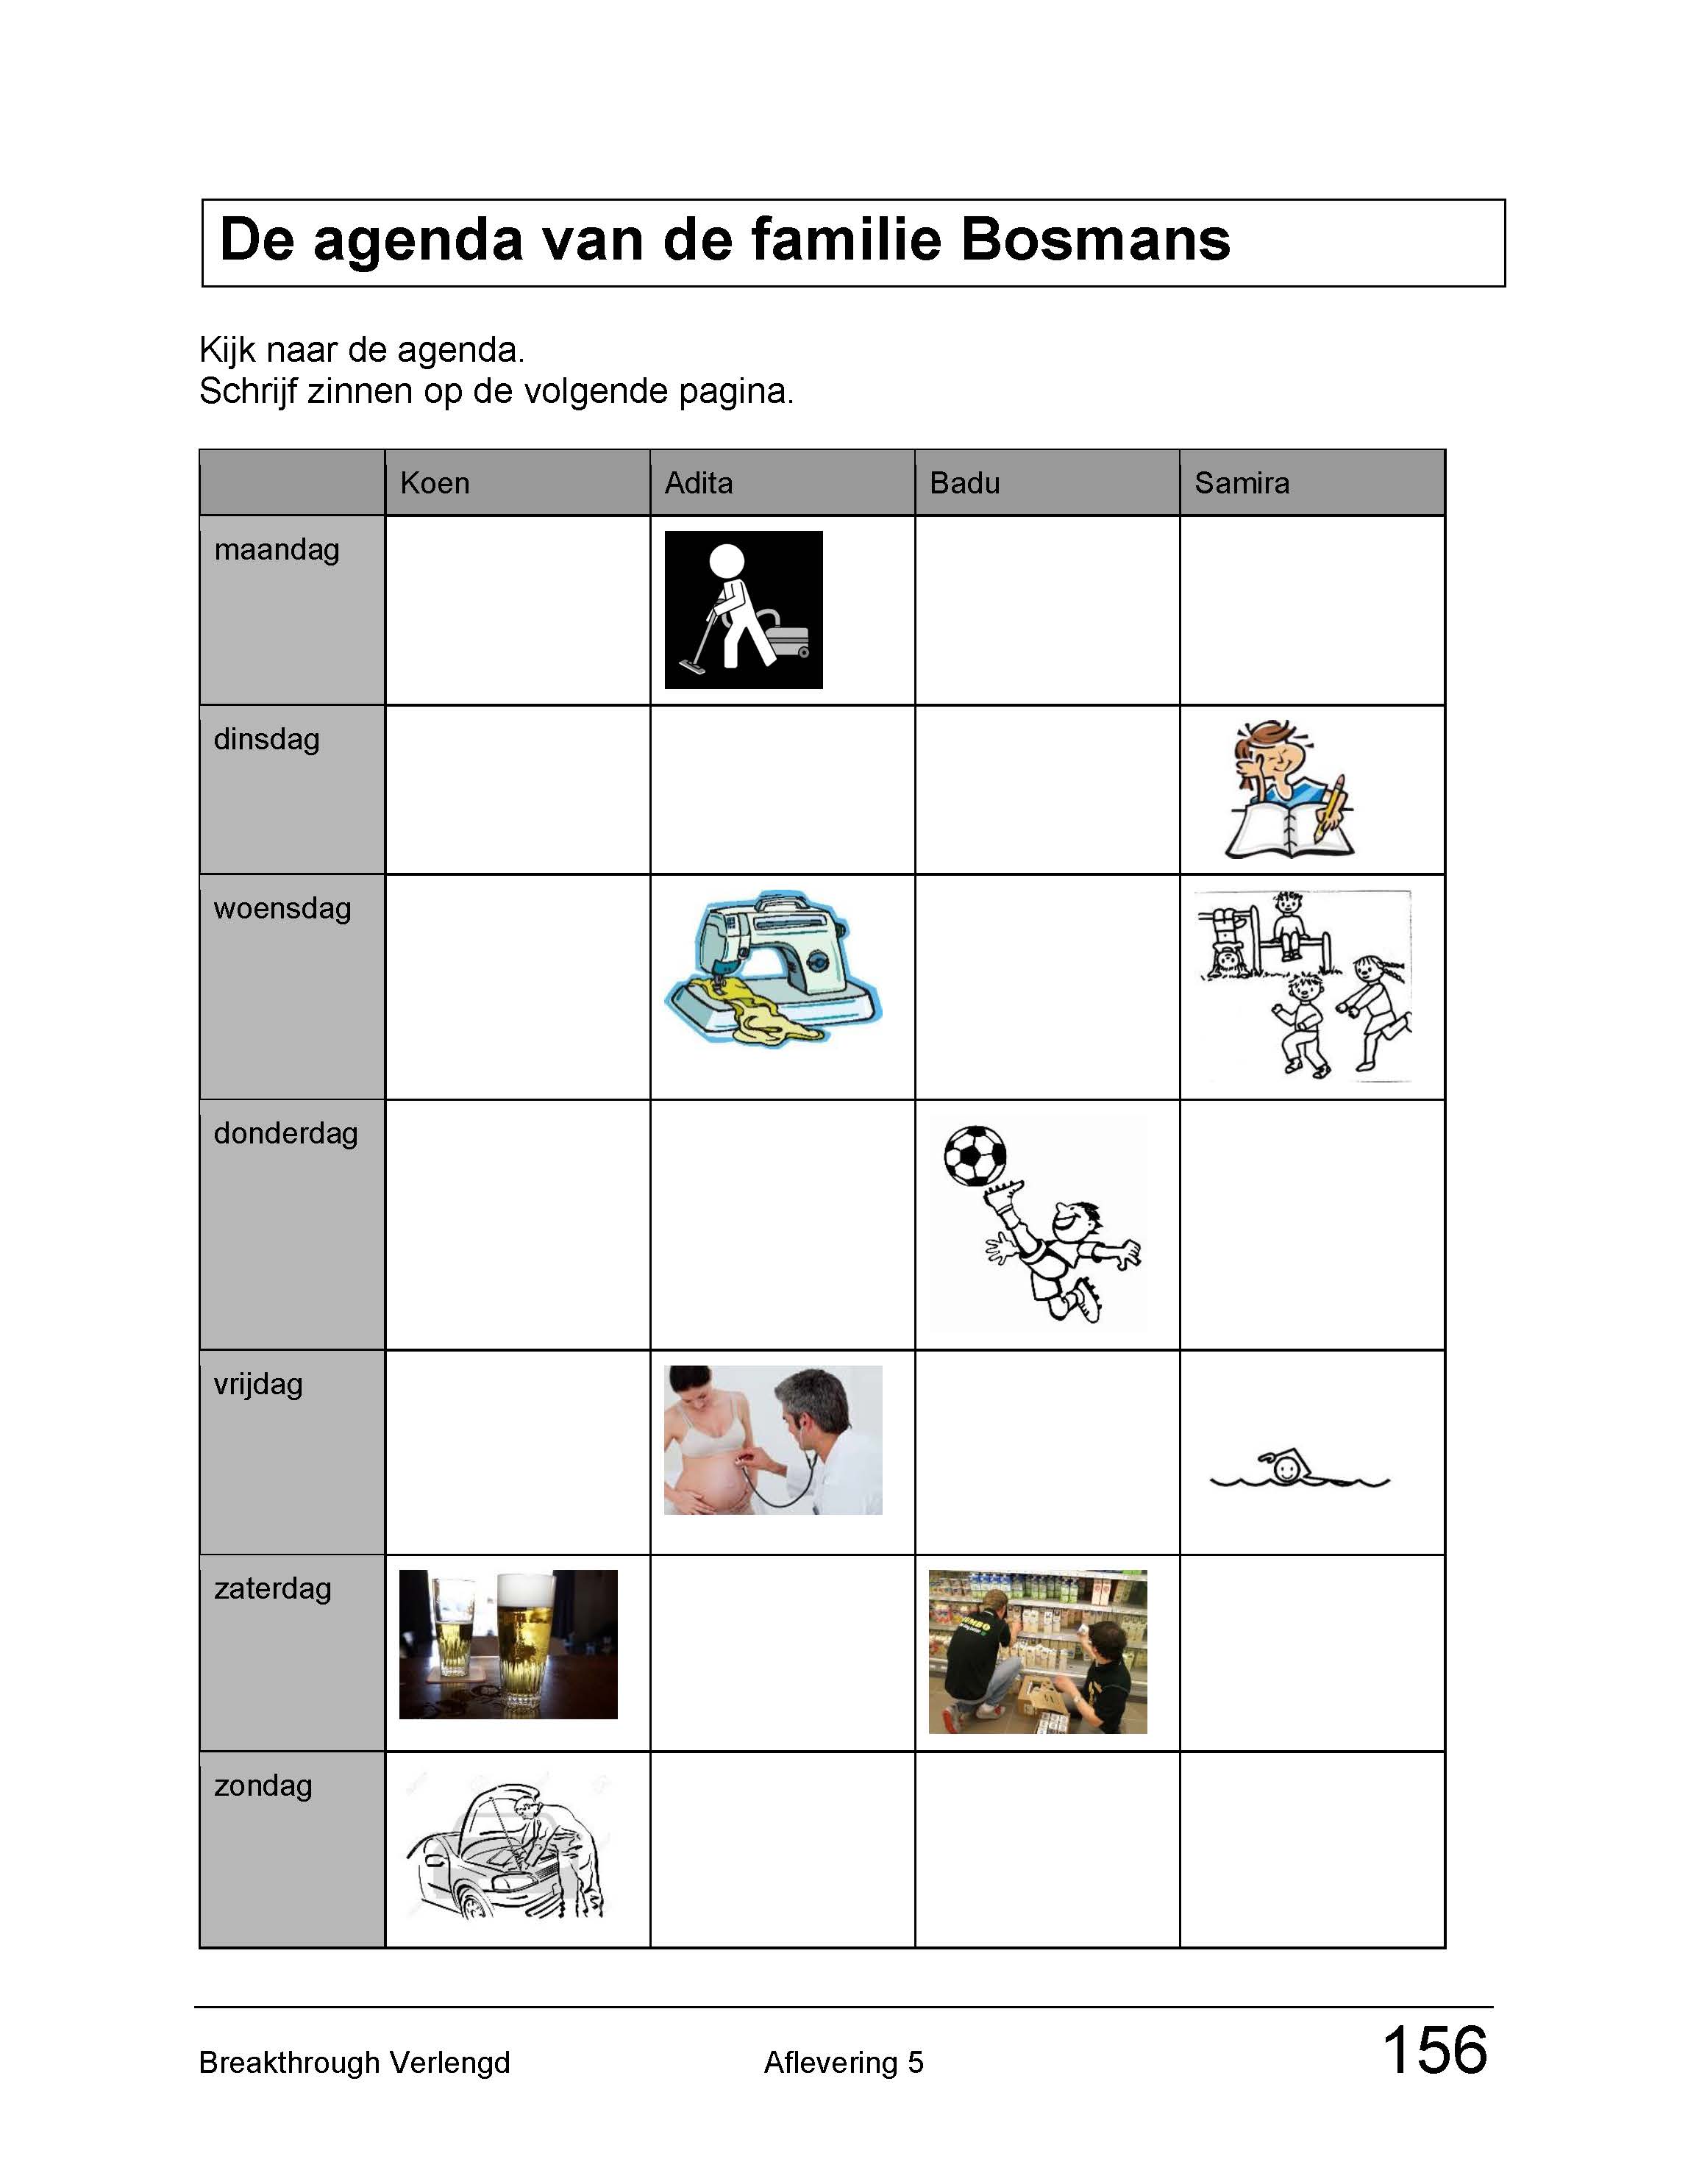 De agenda van de familie Bosmans
Kijk naar de agenda.
Schrijf zinnen op de volgende pagina.
Koen Adita Badu Samira
maandag
dinsdag
woensdag
donderdag
vrijdag
zaterdag
zondag
Breakthrough Verlengd Aflevering 5 156